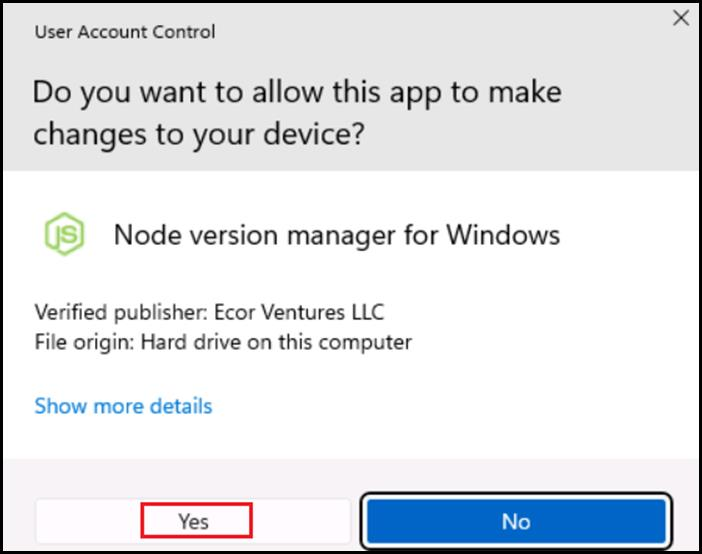 User Account Control
Do you want to allow this app to make
changes to your device?
JS
Node version manager for Windows
Verified publisher: Ecor Ventures LLC
File origin: Hard drive on this computer
Show more details
Yes
No